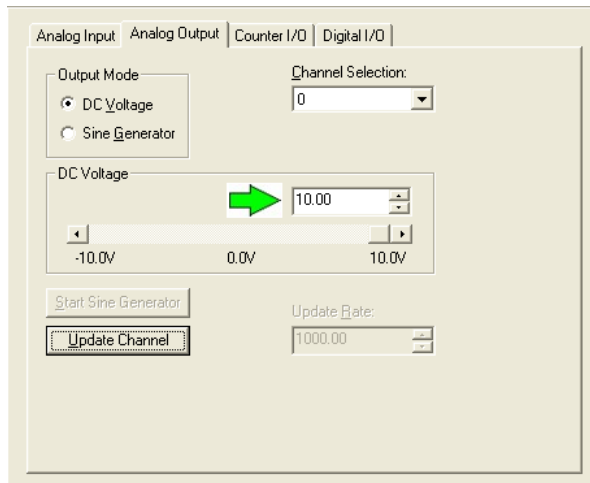 Analog Input Analog Output Counter I/O Digital I/O
Output Mode
DC Voltage
Sine Generator
Channel Selection:
0
DC Voltage
10.00
-10.0V 0.0V 10.0V
Start Sine Generator
Update Channel
Update Rate:
1000.00